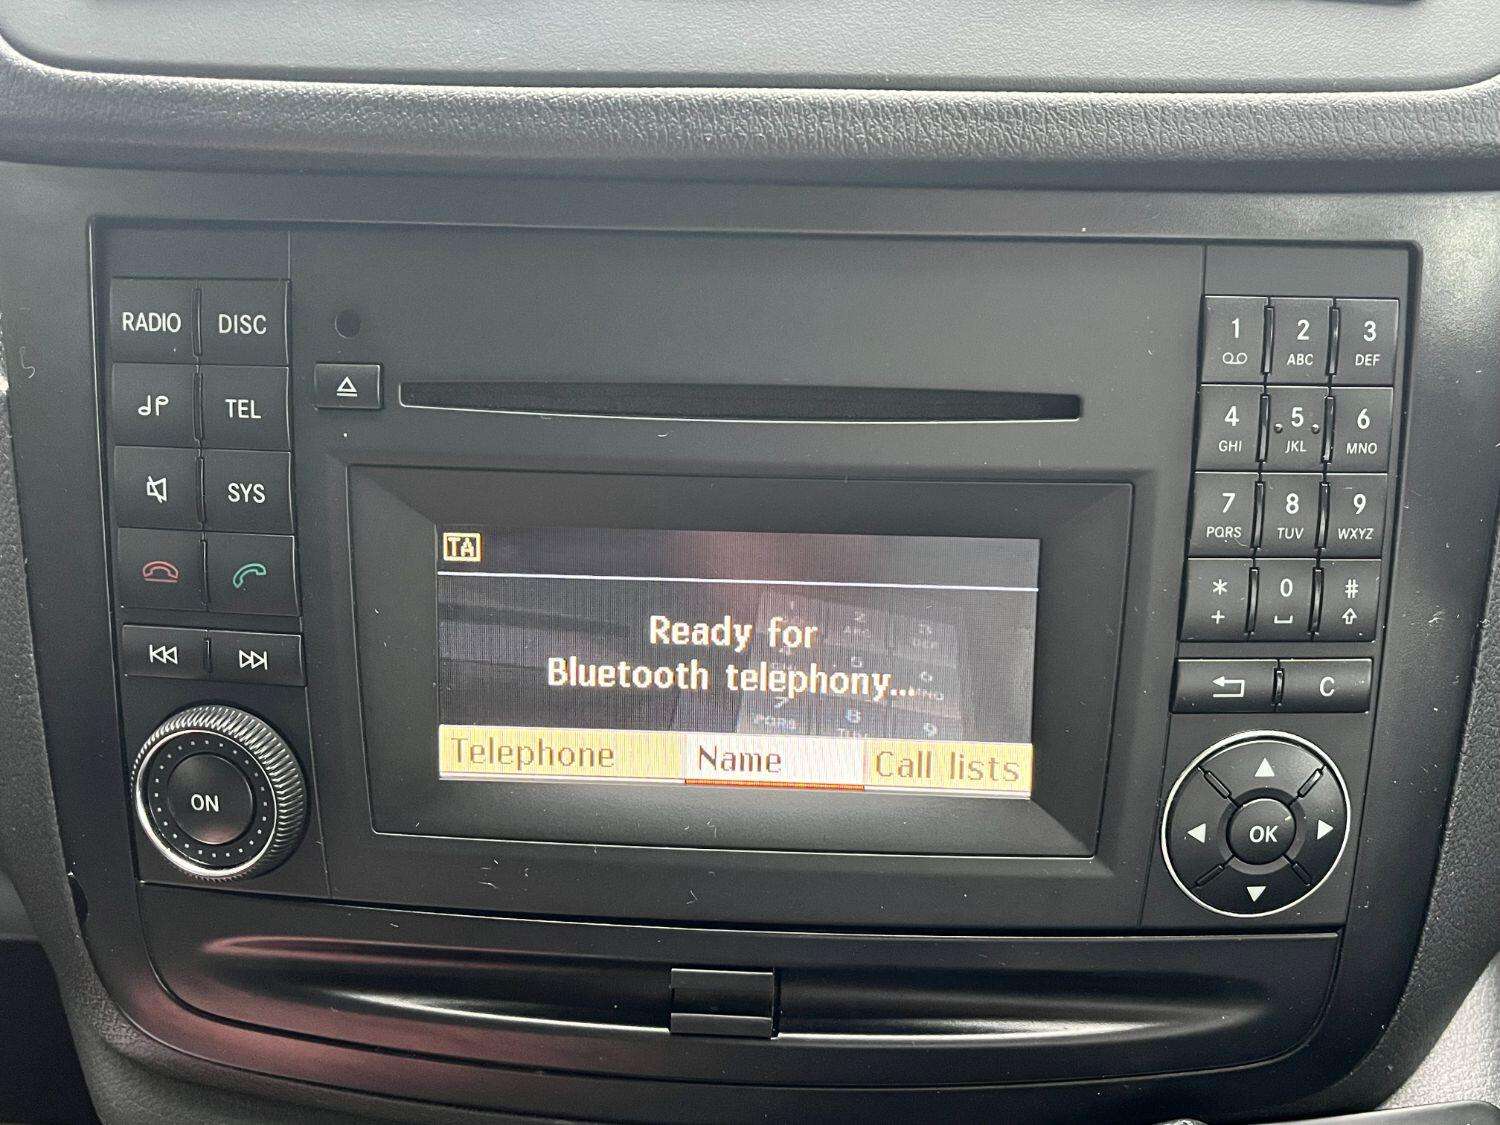 RADIO DISC
TEL
SYS
ON
TA
Ready for
Bluetooth telephony...
Telephone Name Call lists
1 2 3
ABC DEF
4 5 6
GHI JKL MNO
7 8 9
PQRS TUV WXYZ
* 0 #
+
C
OK